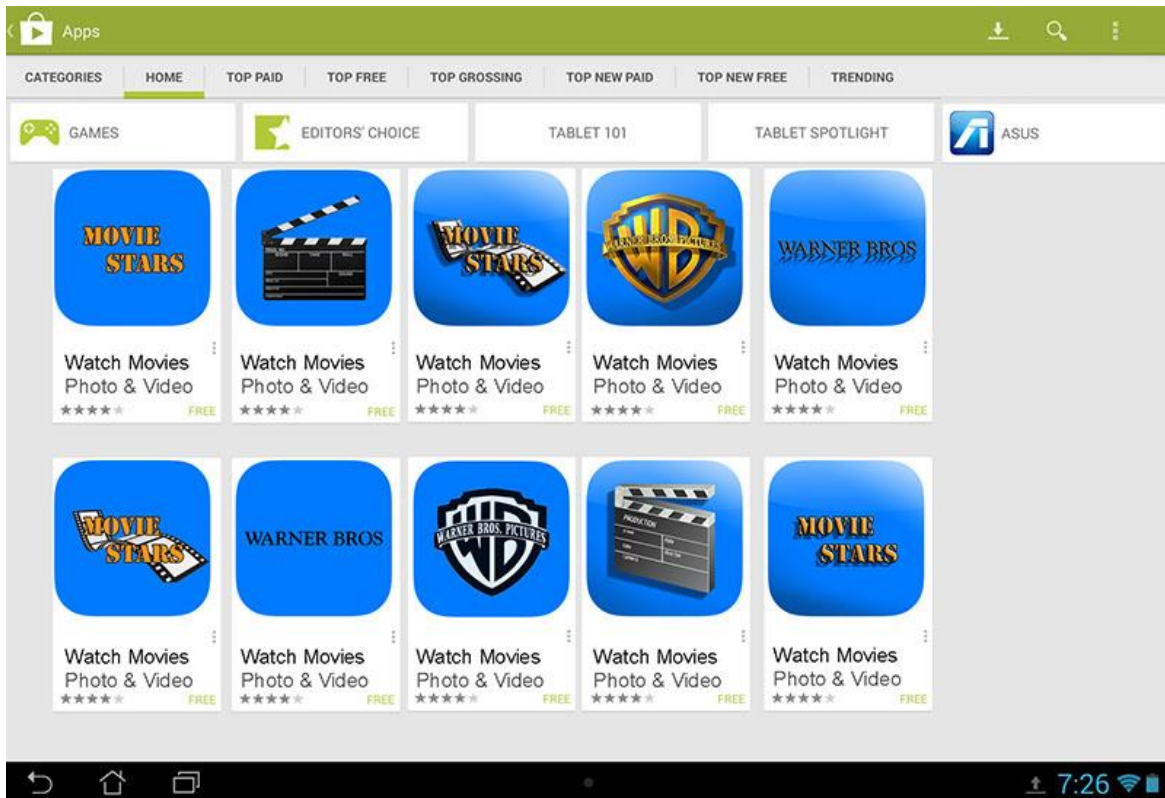 Apps
CATEGORIES HOME TOP PAID TOP FREE TOP GROSSING TOP NEW PAID TOP NEW FREE TRENDING
GAMES EDITORS' CHOICE TABLET 101 TABLET SPOTLIGHT ASUS
MOVIE
STARS
MOVIE
STARS
WARNER BROS. PICTURES
WB
WARNER BROS
Watch Movies Watch Movies Watch Movies Watch Movies Watch Movies
Photo & Video Photo & Video Photo & Video Photo & Video Photo & Video
FREE FREE FREE FREE FREE
MOVIE
STARS
WARNER BROS
WARNER BROS. PICTURES
WB
PRODUCTION
MOVIE
STARS
Watch Movies Watch Movies Watch Movies Watch Movies Watch Movies
Photo & Video Photo & Video Photo & Video Photo & Video Photo & Video
FREE FREE FREE FREE FREE
7:26